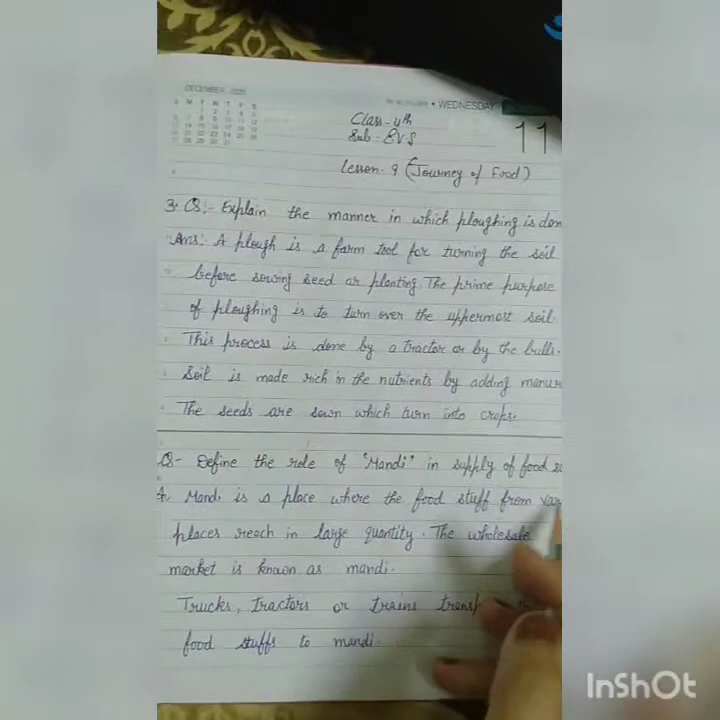 DECEMBER 2020
S M T W T F S
WEDNESDAY
11
Class - 4th
Sub - EVS
Lesson - 9 (Journey of Food)
3. Q:- Explain the manner in which ploughing is don
Ans:- A plough is a farm tool for turning the soil
before sowing seed or planting. The prime purpose
of ploughing is to turn over the uppermost soil.
This process is done by a tractor or by the bulls.
Soil is made rich in the nutrients by adding manur
The seeds are sown which turn into crops.
Q- Define the role of "Mandi" in supply of food
A. Mandi is a place where the food stuff from var
places reach in large quantity. The wholesale
market is known as mandi.
Trucks, tractors or trains transp
food stuffs to mandi.
InShOt